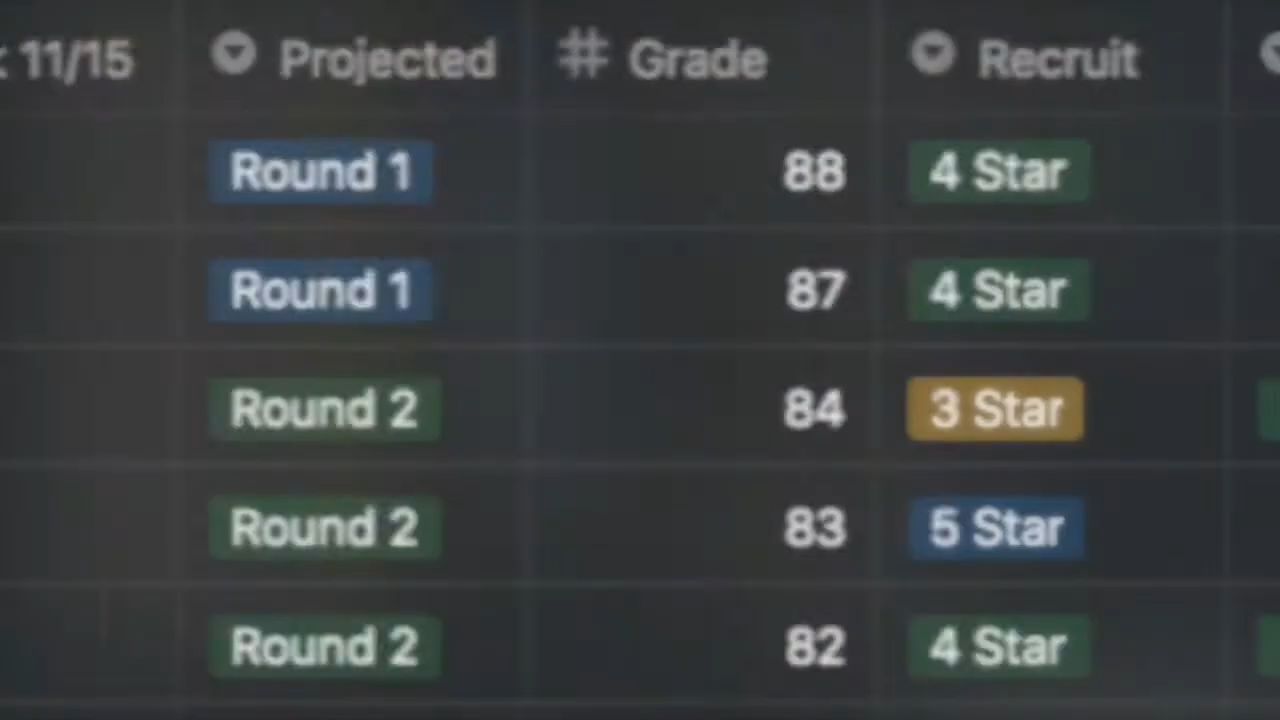 : 11/15 Projected # Grade Recruit
Round 1 88 4 Star
Round 1 87 4 Star
Round 2 84 3 Star
Round 2 83 5 Star
Round 2 82 4 Star